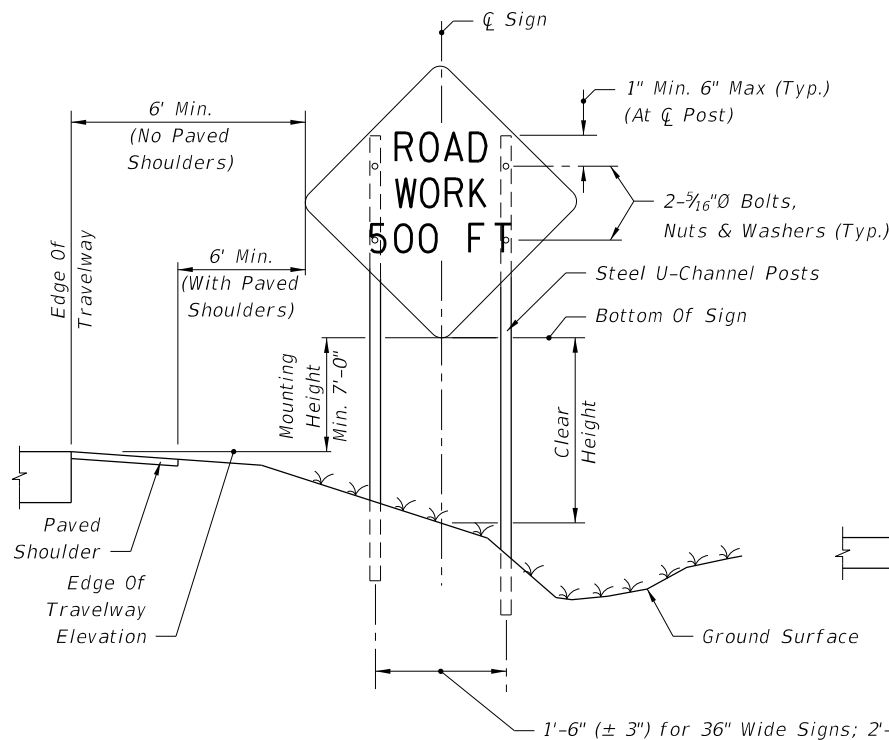 ℄ Sign
1" Min. 6" Max (Typ.)
(At ℄ Post)
6' Min.
(No Paved
Shoulders)
ROAD
WORK
500 FT
2-5/16"Ø Bolts,
Nuts & Washers (Typ.)
Edge Of
Travelway
6' Min.
(With Paved
Shoulders)
Steel U-Channel Posts
Bottom Of Sign
Mounting
Height
Min. 7'-0"
Clear
Height
Paved
Shoulder
Edge Of
Travelway
Elevation
Ground Surface
1'-6" (± 3") for 36" Wide Signs; 2'-